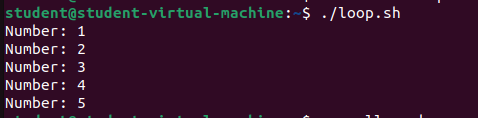 student@student-virtual-machine:~$ ./loop.sh
Number: 1
Number: 2
Number: 3
Number: 4
Number: 5